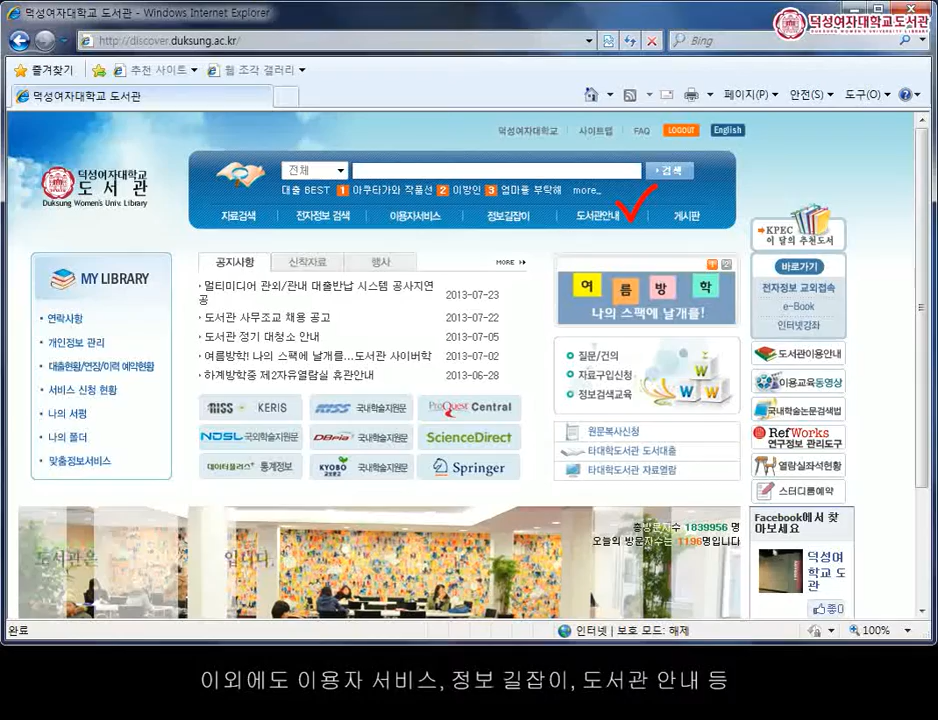 덕성여자대학교 도서관 - Windows Internet Explorer
덕성여자대학교도서관
DUKSUNG WOMEN'S UNIV. LIBRARY
http://discover.duksung.ac.kr/
Bing
즐겨찾기
추천 사이트
웹 조각 갤러리
덕성여자대학교 도서관
페이지(P)
안전(S)
도구(O)
덕성여자대학교
사이트맵
FAQ
LOGOUT
English
덕성여자대학교
도서관
Duksung Women's Univ. Library
전체
검색
대출 BEST 1 아쿠타가와 작품선 2 이방인 3 엄마를 부탁해 more..
자료검색
전자정보 검색
이용자서비스
정보길잡이
도서관안내
게시판
KPEC
이 달의 추천도서
MY LIBRARY
연락사항
개인정보 관리
대출현황/연장/이력 예약현황
서비스 신청 현황
나의 서평
나의 폴더
맞춤정보서비스
공지사항
신착자료
행사
MORE
멀티미디어 관외/관내 대출반납 시스템 공사지연
공
2013-07-23
도서관 사무조교 채용 공고
2013-07-22
도서관 정기 대청소 안내
2013-07-05
여름방학! 나의 스팩에 날개를...도서관 사이버학
2013-07-02
하계방학중 제2자유열람실 휴관안내
2013-06-28
RISS KERIS
RISS 국내학술지원문
ProQuest Central
NDSL 국외학술지원문
DBpia 국내학술지원문
ScienceDirect
데이터플러스+ 통계정보
KYOBO 교보문고 국내학술지원문
Springer
여 름 방 학
나의 스팩에 날개를!
질문/건의
자료구입신청
정보검색교육
W
W W
원문복사신청
타대학도서관 도서대출
타대학도서관 자료열람
바로가기
전자정보 교외접속
e-Book
인터넷강좌
도서관이용안내
이용교육동영상
국내학술논문검색법
RefWorks
연구정보 관리도구
열람실좌석현황
스터디룸예약
Facebook에서 찾
아보세요
덕성여
학교 도
관
좋0
도서관은
입니다.
총방문자수 1839956 명
오늘의 방문자수는 1196명입니다
완료
인터넷 | 보호 모드: 해제
100%
이외에도 이용자 서비스, 정보 길잡이, 도서관 안내 등